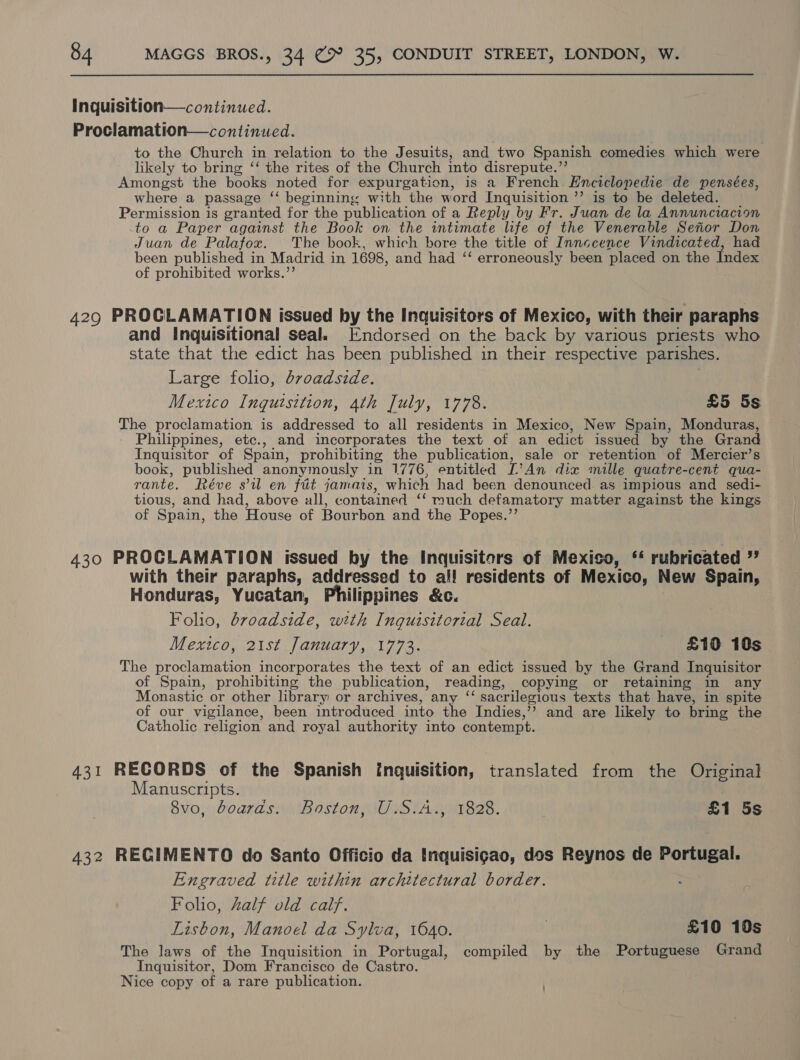 84 MAGGS BROS., 34 & 35, CONDUIT STREET, LONDON, W.
Inquisition—continued.
Proclamation—continued.
to the Church in relation to the Jesuits, and two Spanish comedies which were
likely to bring “ the rites of the Church into disrepute.”
Amongst the books noted for expurgation, is a French Enciclopedie de pensées,
where a passage “ beginning with the word Inquisition ” is to be deleted.
Permission is granted for the publication of a Reply by Fr. Juan de la Annunciacion
to a Paper against the Book on the intimate life of the Venerable Señor Don
Juan de Palafox. The book, which bore the title of Innocence Vindicated, had
been published in Madrid in 1698, and had “ erroneously been placed on the Index
of prohibited works.”
429 PROCLAMATION issued by the Inquisitors of Mexico, with their paraphs
and Inquisitional seal. Endorsed on the back by various priests who
state that the edict has been published in their respective parishes.
Large folio, broadside.
Mexico Inquisition, 4th July, 1778. £5 5s
The proclamation is addressed to all residents in Mexico, New Spain, Monduras,
Philippines, etc., and incorporates the text of an edict issued by the Grand
Inquisitor of Spain, prohibiting the publication, sale or retention of Mercier’s
book, published anonymously in 1776, entitled L’An dix mille quatre-cent qua-
rante. Réve s’il en fût jamais, which had been denounced as impious and sedi-
tious, and had, above all, contained “ much defamatory matter against the kings
of Spain, the House of Bourbon and the Popes.”
430 PROCLAMATION issued by the Inquisitors of Mexico, “ rubricated ”
with their paraphs, addressed to all residents of Mexico, New Spain,
Honduras, Yucatan, Philippines &c.
Folio, broadside, with Inquisitorial Seal.
Mexico, 21st January, 1773. £10 10s
The proclamation incorporates the text of an edict issued by the Grand Inquisitor
of Spain, prohibiting the publication, reading, copying or retaining in any
Monastic or other library or archives, any “ sacrilegious texts that have, in spite
of our vigilance, been introduced into the Indies,” and are likely to bring the
Catholic religion and royal authority into contempt.
431 RECORDS of the Spanish Inquisition, translated from the Original
Manuscripts.
8vo, boards. Boston, U.S.A., 1828. £1 5s
432 REGIMENTO do Santo Officio da Inquisiçao, dos Reynos de Portugal.
Engraved title within architectural border.
Folio, half old calf.
Lisbon, Manoel da Sylva, 1640. £10 10s
The laws of the Inquisition in Portugal, compiled by the Portuguese Grand
Inquisitor, Dom Francisco de Castro.
Nice copy of a rare publication.